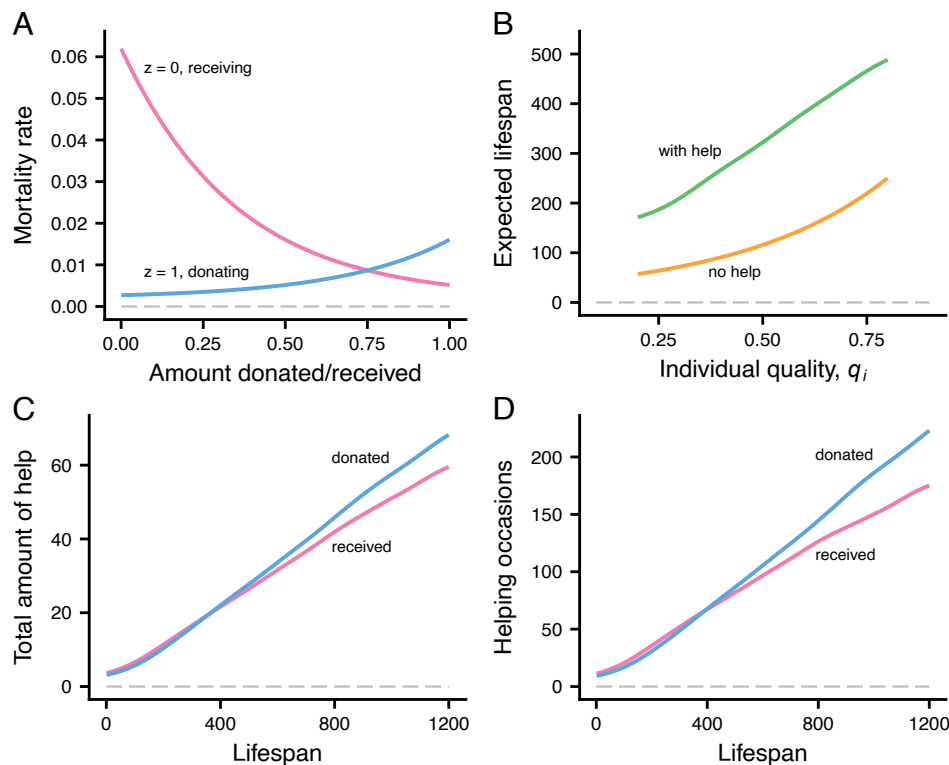 A
Mortality rate
0.06
0.05
0.04
0.03
0.02
0.01
0.00
z = 0, receiving
z = 1, donating
0.00 0.25 0.50 0.75 1.00
Amount donated/received
B
Expected lifespan
500
400
300
200
100
0
with help
no help
0.25 0.50 0.75
Individual quality, q_i
C
Total amount of help
60
40
20
0
donated
received
0 400 800 1200
Lifespan
D
Helping occasions
200
150
100
50
0
donated
received
0 400 800 1200
Lifespan